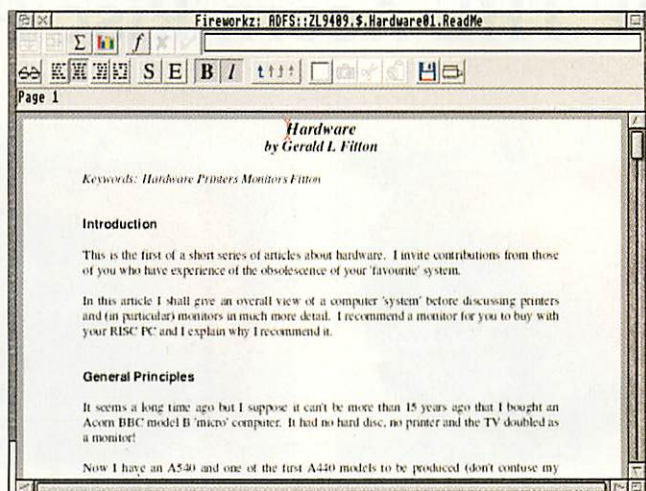 Fireworkz: ADFS::ZL9409.$.Hardware01.ReadMe
Σ f
S E B I
Page 1
Hardware
by Gerald L Fitton
Keywords: Hardware Printers Monitors Fitton
Introduction
This is the first of a short series of articles about hardware. I invite contributions from those
of you who have experience of the obsolescence of your 'favourite' system.
In this article I shall give an overall view of a computer 'system' before discussing printers
and (in particular) monitors in much more detail. I recommend a monitor for you to buy with
your RISC PC and I explain why I recommend it.
General Principles
It seems a long time ago but I suppose it can't be more than 15 years ago that I bought an
Acorn BBC model B 'micro' computer. It had no hard disc, no printer and the TV doubled as
a monitor!
Now I have an A540 and one of the first A440 models to be produced (don't confuse my